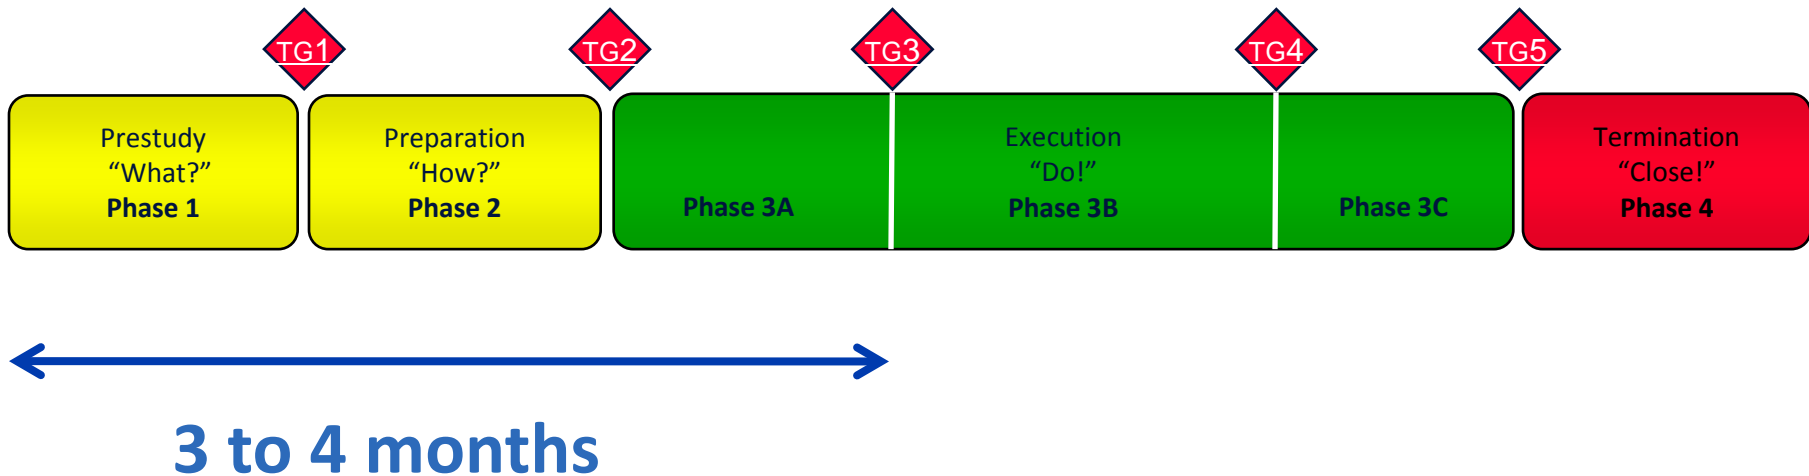 TG1
TG2
TG3
TG4
TG5
Prestudy
“What?”
Phase 1
Preparation
“How?”
Phase 2
Phase 3A
Execution
“Do!”
Phase 3B
Phase 3C
Termination
“Close!”
Phase 4
3 to 4 months